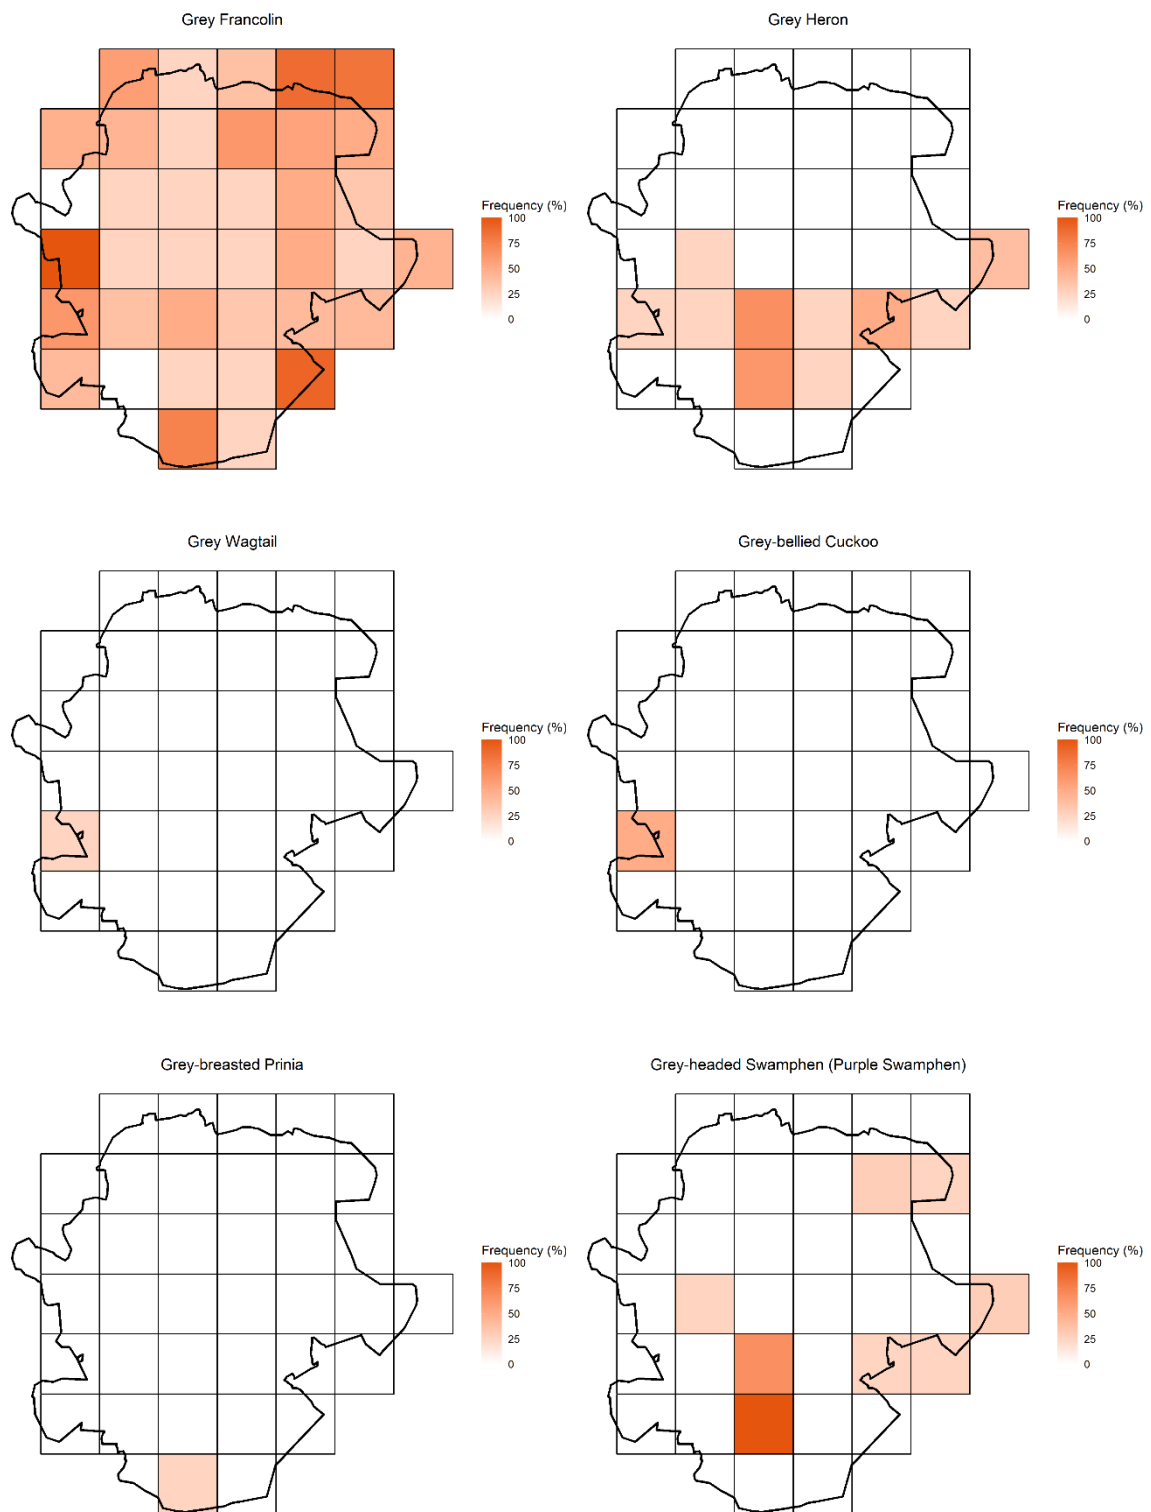 Grey Francolin
Grey Heron
Frequency (%)
100
75
50
25
0
Frequency (%)
100
75
50
25
0
Grey Wagtail
Grey-bellied Cuckoo
Frequency (%)
100
75
50
25
0
Frequency (%)
100
75
50
25
0
Grey-breasted Prinia
Grey-headed Swamphen (Purple Swamphen)
Frequency (%)
100
75
50
25
0
Frequency (%)
100
75
50
25
0